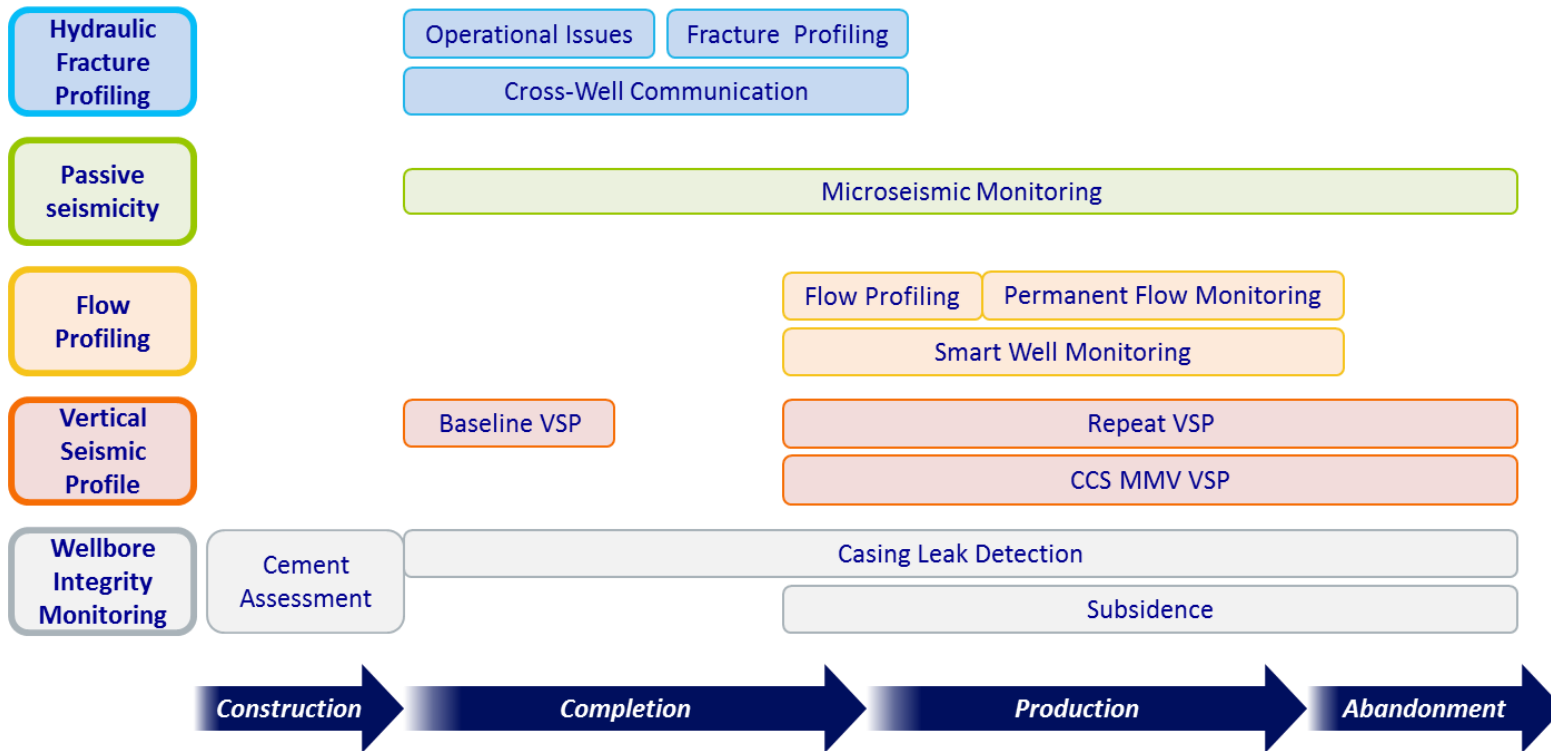 Hydraulic
Fracture
Profiling
Operational Issues
Fracture Profiling
Cross-Well Communication
Passive
seismicity
Microseismic Monitoring
Flow
Profiling
Flow Profiling
Permanent Flow Monitoring
Smart Well Monitoring
Vertical
Seismic
Profile
Baseline VSP
Repeat VSP
CCS MMV VSP
Wellbore
Integrity
Monitoring
Cement
Assessment
Casing Leak Detection
Subsidence
Construction
Completion
Production
Abandonment